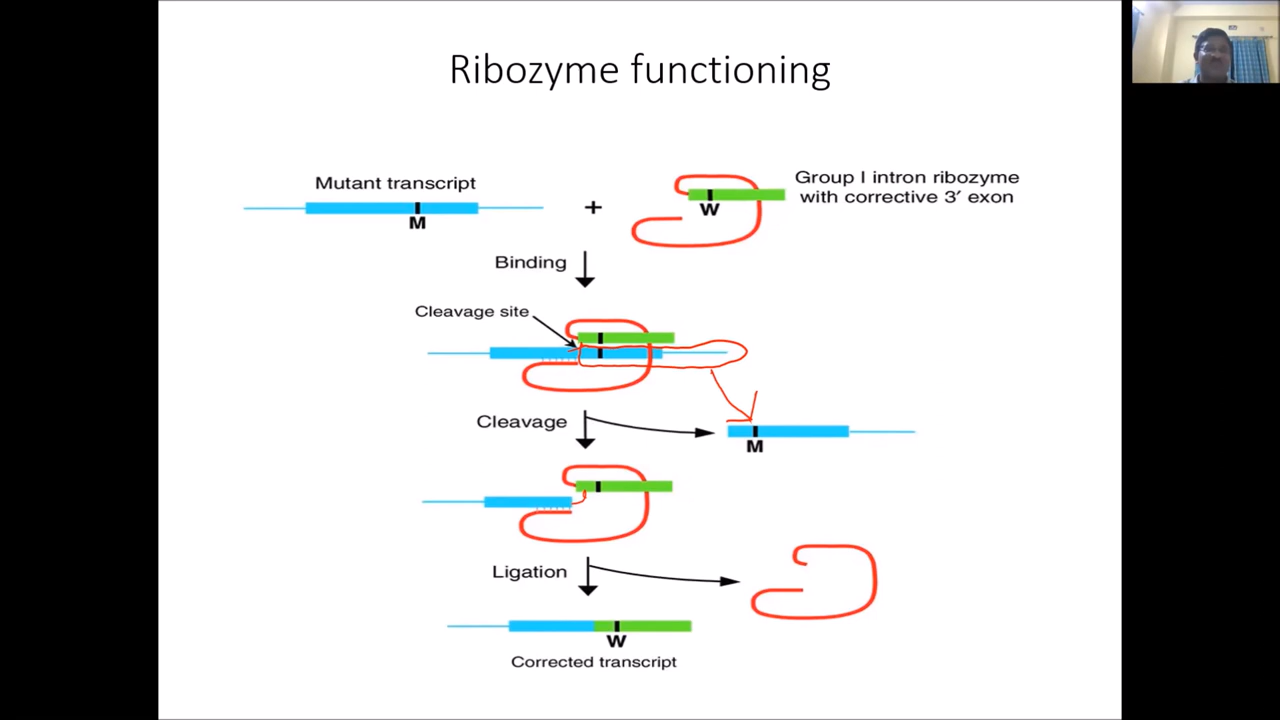 Ribozyme functioning
Mutant transcript
M
+
W
Group I intron ribozyme
with corrective 3′ exon
Binding
Cleavage site
Cleavage
M
Ligation
W
Corrected transcript